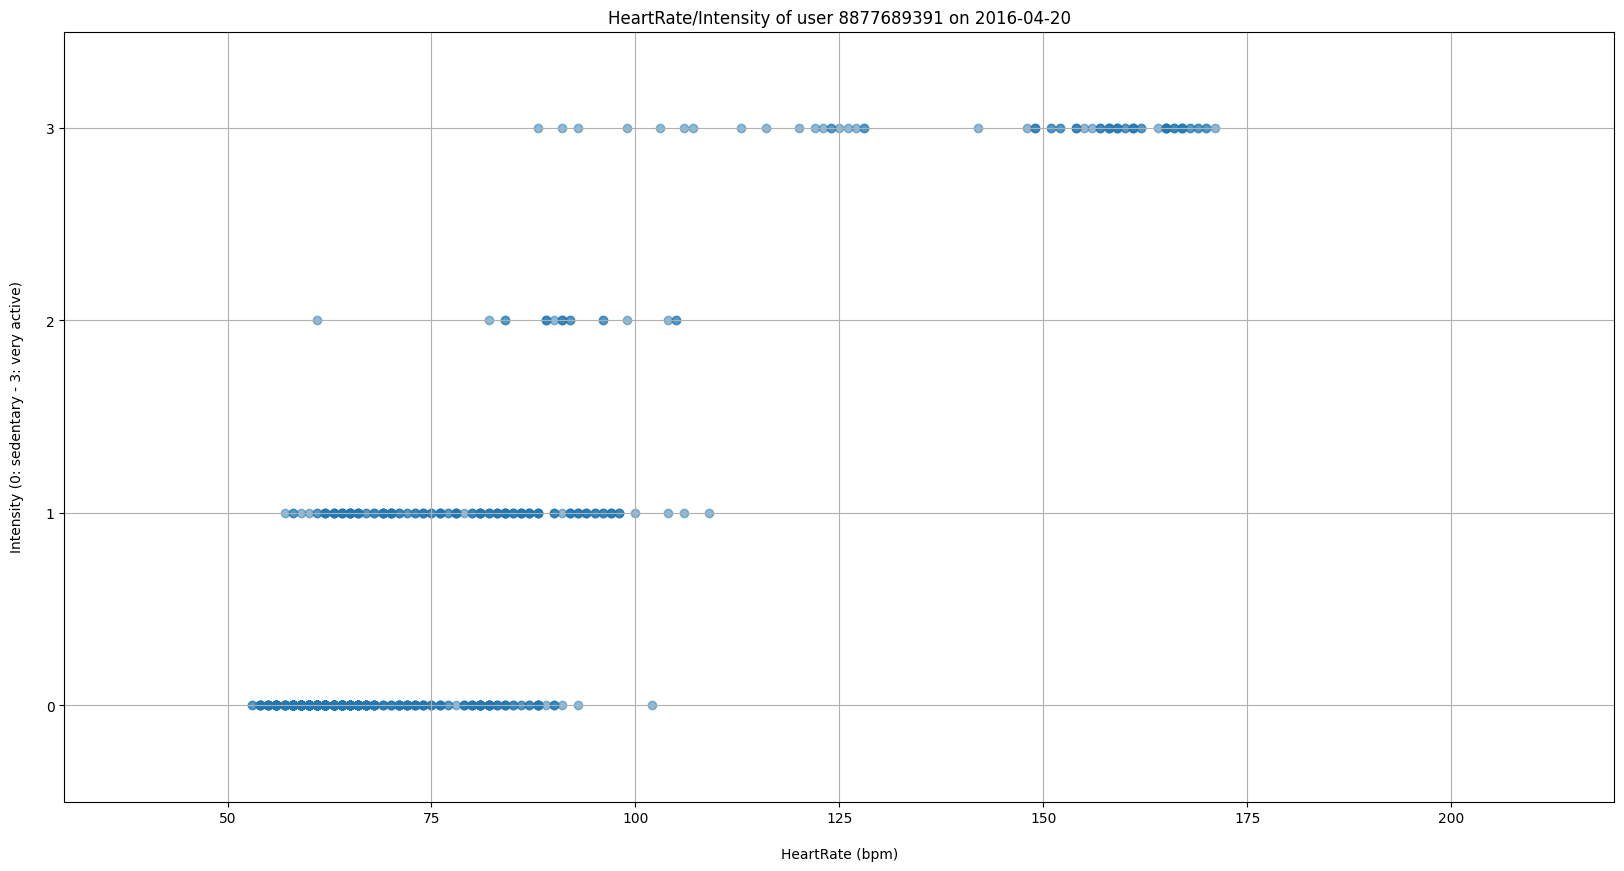 HeartRate/Intensity of user 8877689391 on 2016-04-20
Intensity (0: sedentary - 3: very active)
3
2
1
0
50 75 100 125 150 175 200
HeartRate (bpm)